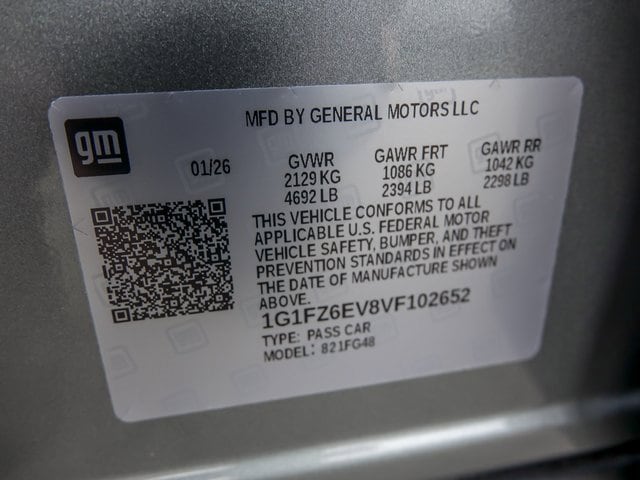 MFD BY GENERAL MOTORS LLC
gm
01/26
GVWR
2129 KG
4692 LB
GAWR FRT
1086 KG
2394 LB
GAWR RR
1042 KG
2298 LB
THIS VEHICLE CONFORMS TO ALL
APPLICABLE U.S. FEDERAL MOTOR
VEHICLE SAFETY, BUMPER, AND THEFT
PREVENTION STANDARDS IN EFFECT ON
THE DATE OF MANUFACTURE SHOWN
ABOVE.
1G1FZ6EV8VF102652
TYPE: PASS CAR
MODEL: 821FG48